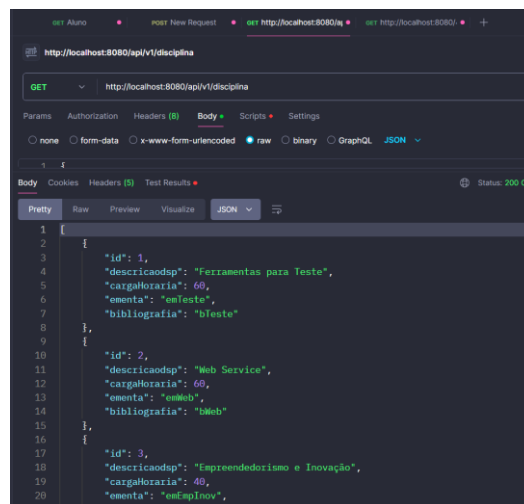 GET Aluno POST New Request GET http://localhost:8080/ap GET http://localhost:8080/ +
http://localhost:8080/api/v1/disciplina
GET http://localhost:8080/api/v1/disciplina
Params Authorization Headers (8) Body Scripts Settings
none form-data x-www-form-urlencoded raw binary GraphQL JSON
1 {
Body Cookies Headers (5) Test Results Status: 200 O
Pretty Raw Preview Visualize JSON
1 [
2 {
3 "id": 1,
4 "descricaodsp": "Ferramentas para Teste",
5 "cargaHoraria": 60,
6 "ementa": "emTeste",
7 "bibliografia": "bTeste"
8 },
9 {
10 "id": 2,
11 "descricaodsp": "Web Service",
12 "cargaHoraria": 60,
13 "ementa": "emWeb",
14 "bibliografia": "bWeb"
15 },
16 {
17 "id": 3,
18 "descricaodsp": "Empreendedorismo e Inovação",
19 "cargaHoraria": 40,
20 "ementa": "emEmpInov",